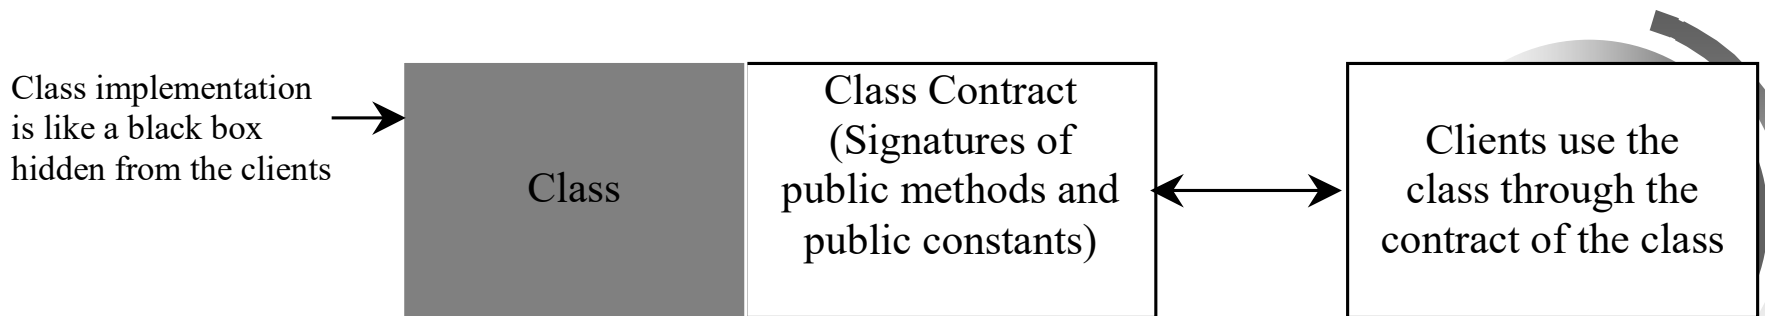 Class implementation
is like a black box
hidden from the clients
Class
Class Contract
(Signatures of
public methods and
public constants)
Clients use the
class through the
contract of the class